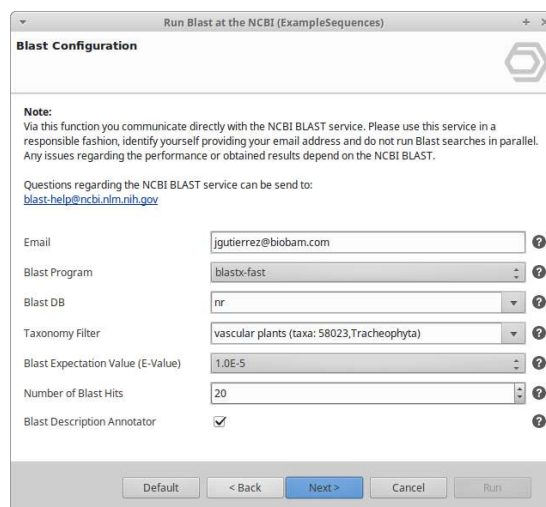 Run Blast at the NCBI (ExampleSequences)
Blast Configuration
Note:
Via this function you communicate directly with the NCBI BLAST service. Please use this service in a
responsible fashion, identify yourself providing your email address and do not run Blast searches in parallel.
Any issues regarding the performance or obtained results depend on the NCBI BLAST.
Questions regarding the NCBI BLAST service can be send to:
blast-help@ncbi.nlm.nih.gov
Email jgutierrez@biobam.com
Blast Program blastx-fast
Blast DB nr
Taxonomy Filter vascular plants (taxa: 58023,Tracheophyta)
Blast Expectation Value (E-Value) 1.0E-5
Number of Blast Hits 20
Blast Description Annotator
Default < Back Next > Cancel Run